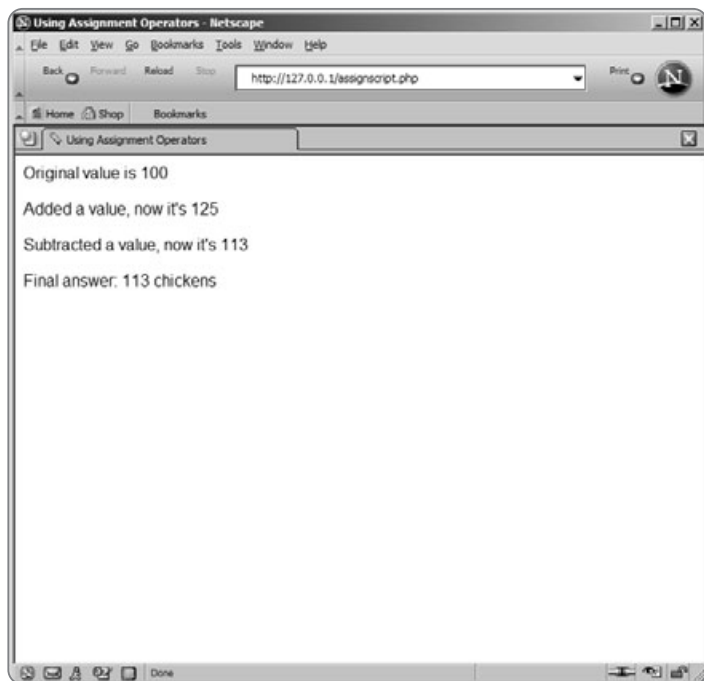 Using Assignment Operators - Netscape
File Edit View Go Bookmarks Tools Window Help
Back Forward Reload Stop http://127.0.0.1/assignscript.php Print N
Home Shop Bookmarks
Using Assignment Operators
Original value is 100
Added a value, now it's 125
Subtracted a value, now it's 113
Final answer: 113 chickens
Done